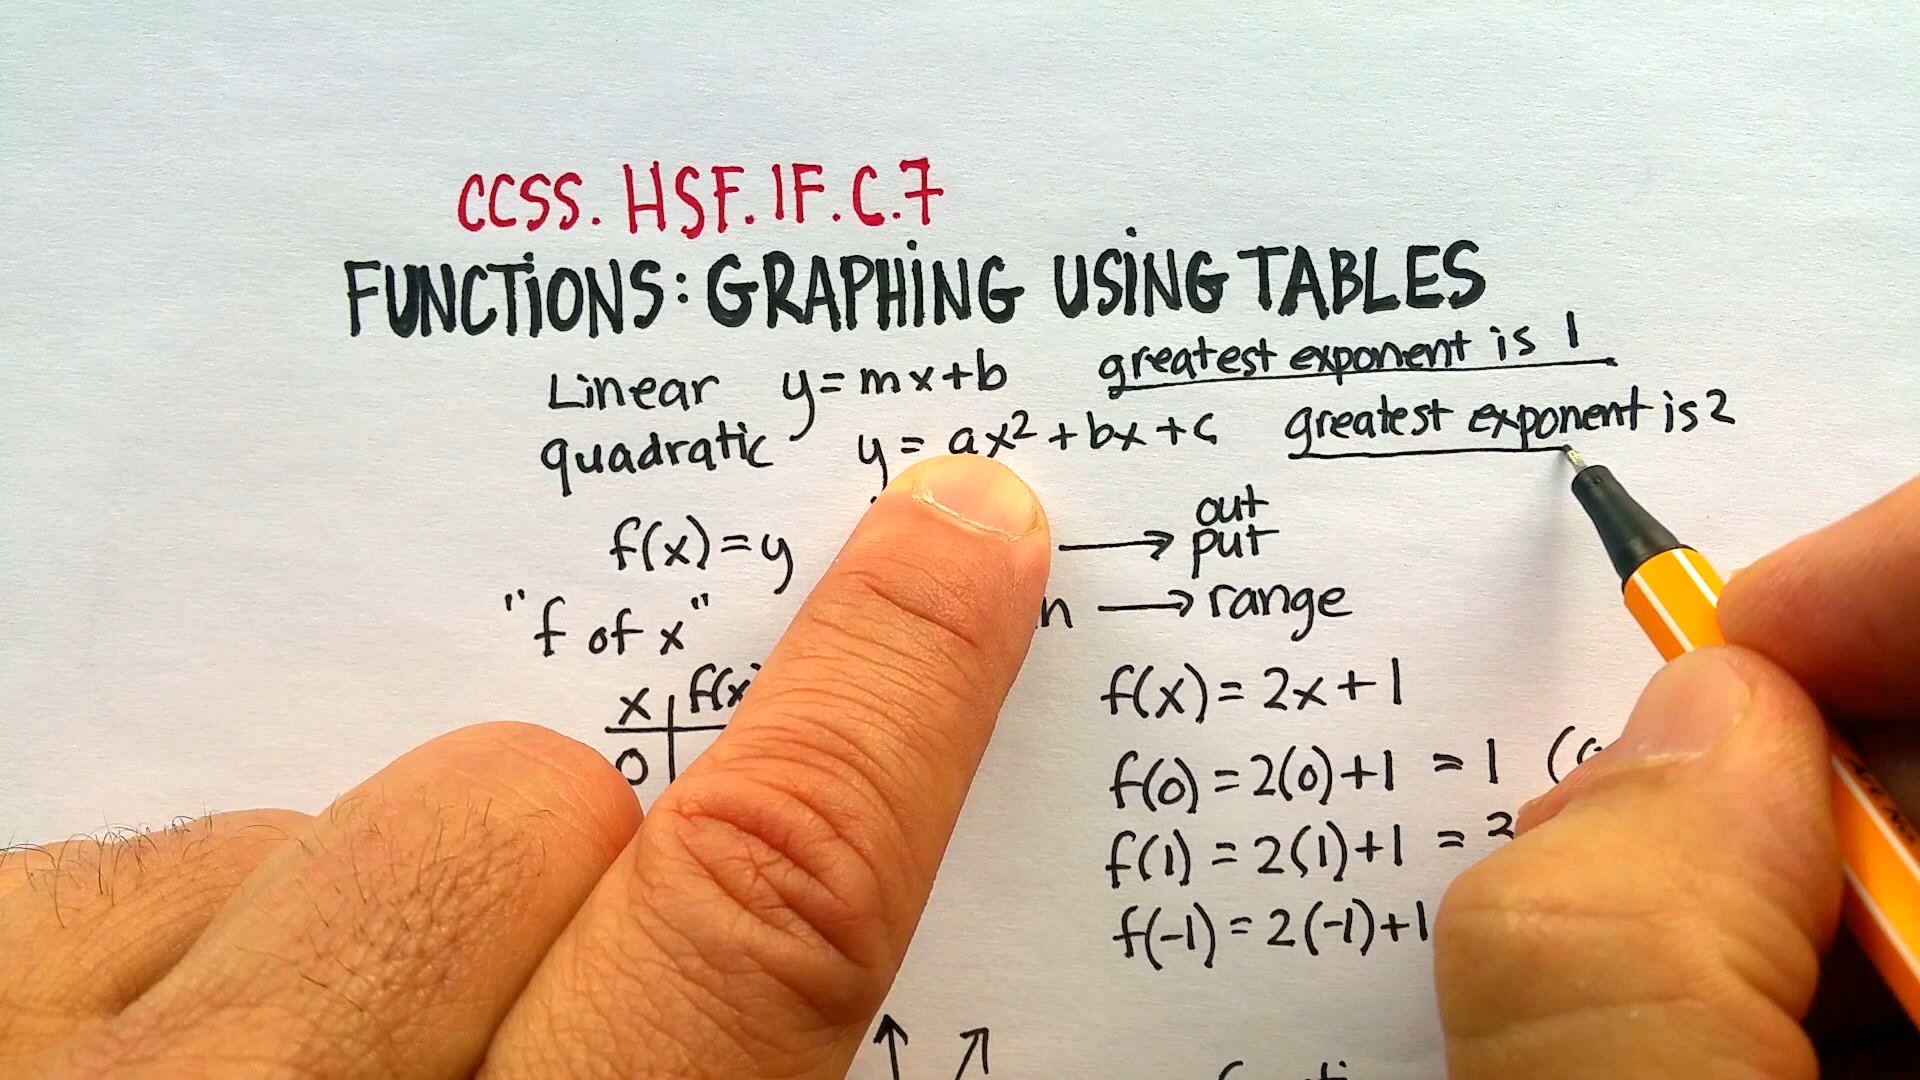 CCSS. HSF. IF. C.7
FUNCTIONS: GRAPHING USING TABLES
Linear y = mx+b greatest exponent is 1
quadratic y = ax² + bx + c greatest exponent is 2
f(x) = y → out put
"f of x" → range
x f(x)
0
f(x) = 2x + 1
f(0) = 2(0)+1 = 1
f(1) = 2(1)+1 =
f(-1) = 2(-1)+1